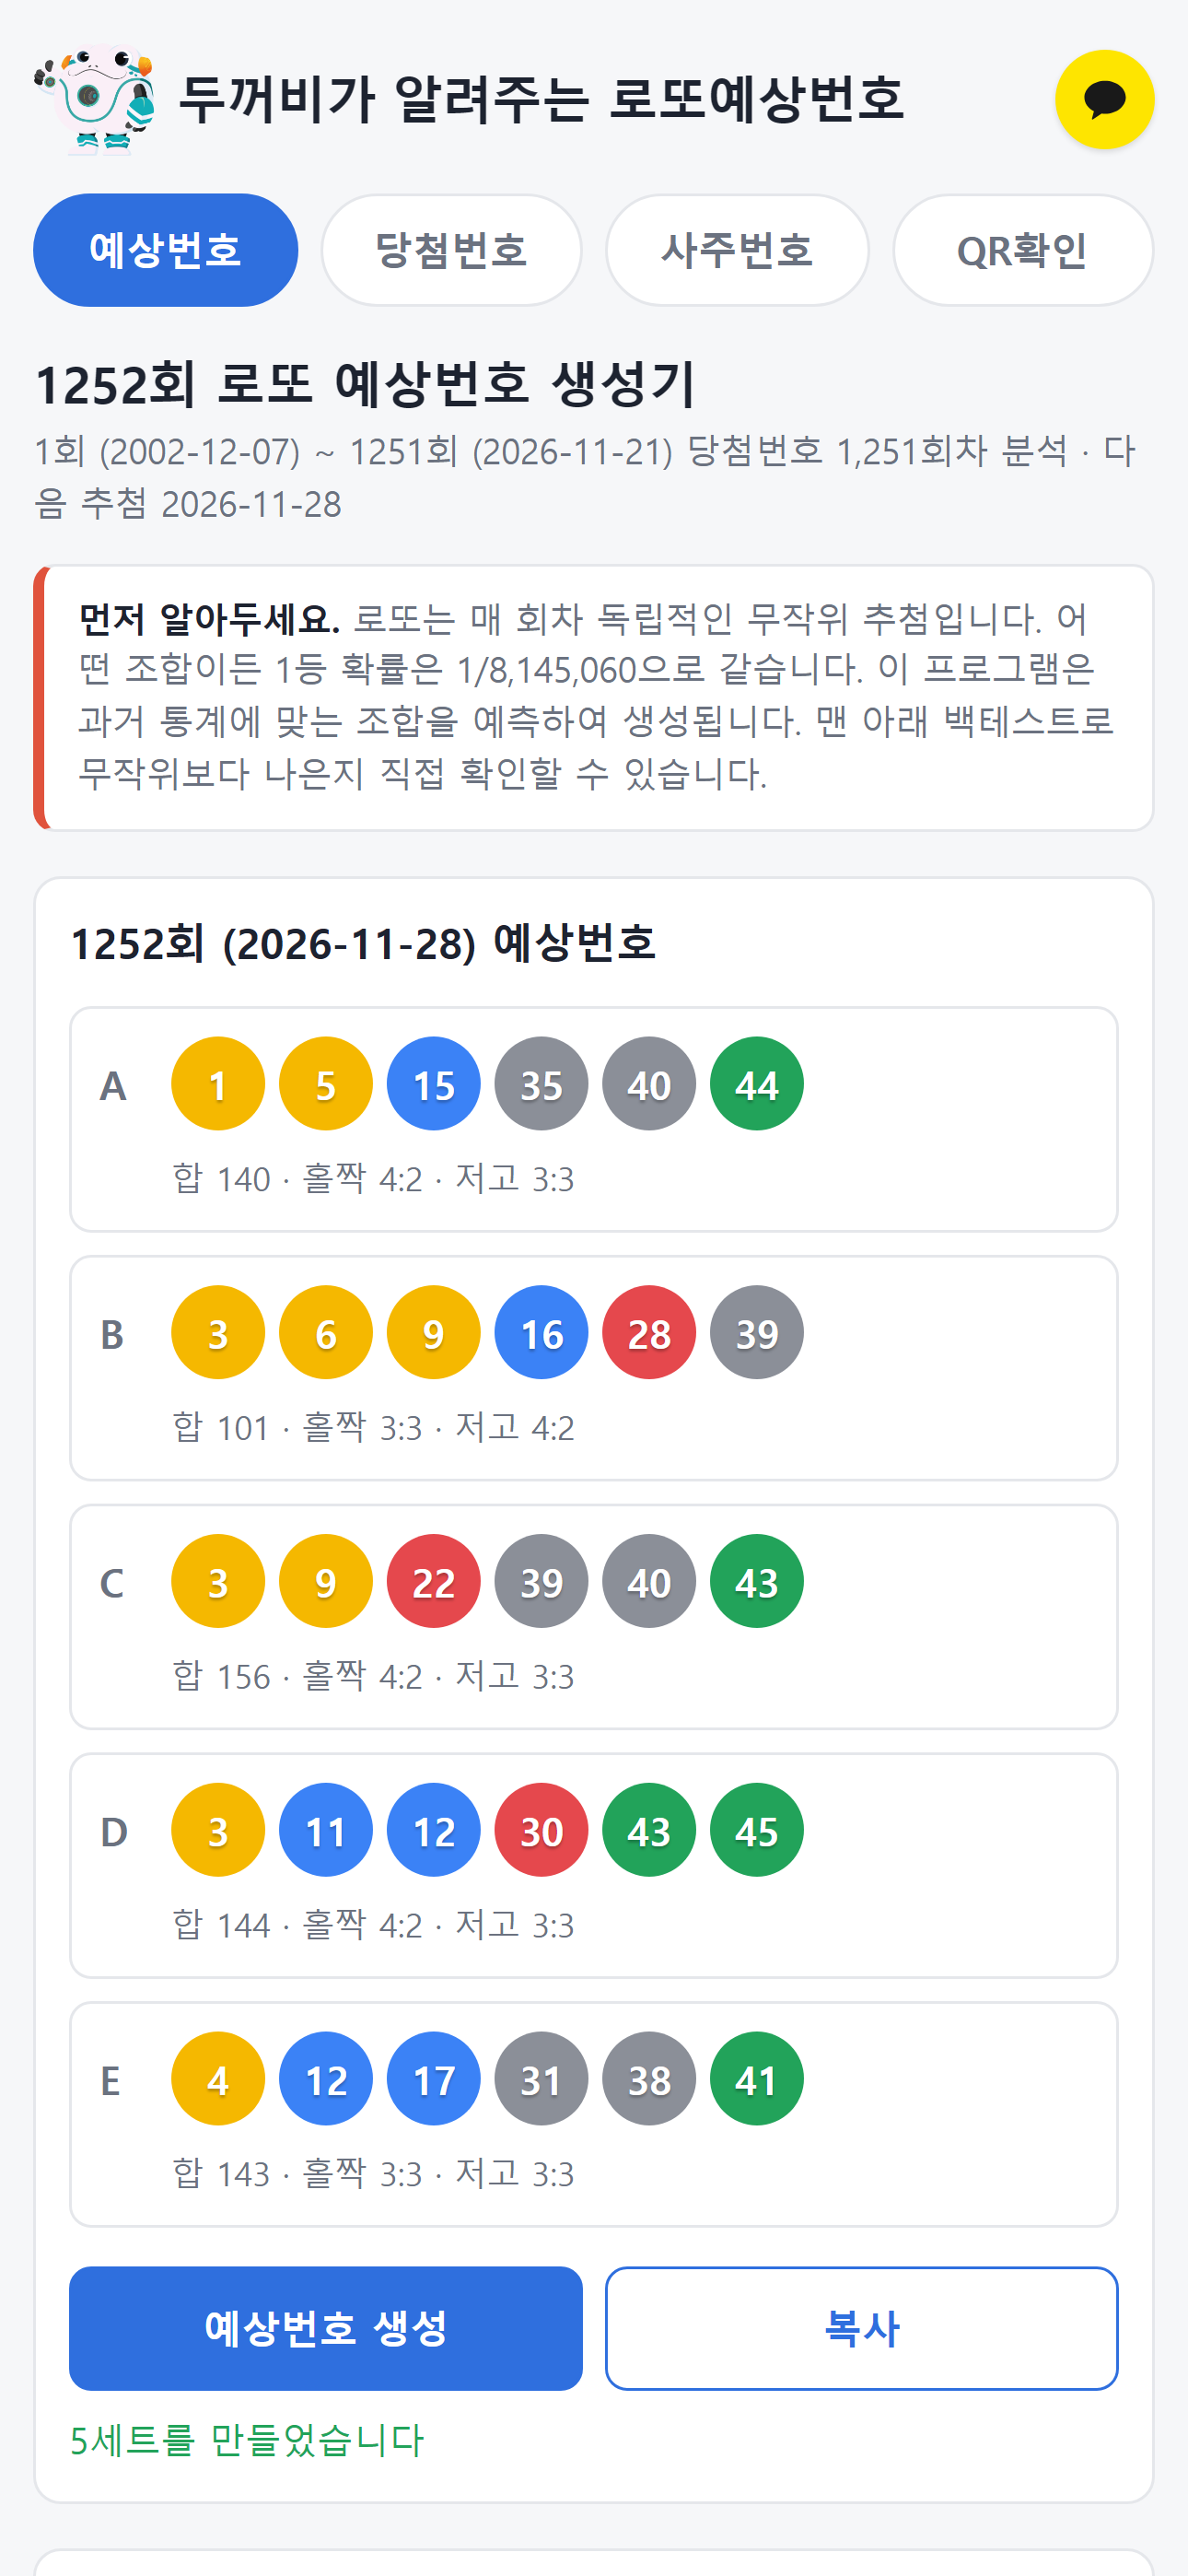 두꺼비가 알려주는 로또예상번호
예상번호 당첨번호 사주번호 QR확인
1252회 로또 예상번호 생성기
1회 (2002-12-07) ~ 1251회 (2026-11-21) 당첨번호 1,251회차 분석 · 다
음 추첨 2026-11-28
먼저 알아두세요. 로또는 매 회차 독립적인 무작위 추첨입니다. 어
떤 조합이든 1등 확률은 1/8,145,060으로 같습니다. 이 프로그램은
과거 통계에 맞는 조합을 예측하여 생성됩니다. 맨 아래 백테스트로
무작위보다 나은지 직접 확인할 수 있습니다.
1252회 (2026-11-28) 예상번호
A 1 5 15 35 40 44
합 140 · 홀짝 4:2 · 저고 3:3
B 3 6 9 16 28 39
합 101 · 홀짝 3:3 · 저고 4:2
C 3 9 22 39 40 43
합 156 · 홀짝 4:2 · 저고 3:3
D 3 11 12 30 43 45
합 144 · 홀짝 4:2 · 저고 3:3
E 4 12 17 31 38 41
합 143 · 홀짝 3:3 · 저고 3:3
예상번호 생성 복사
5세트를 만들었습니다